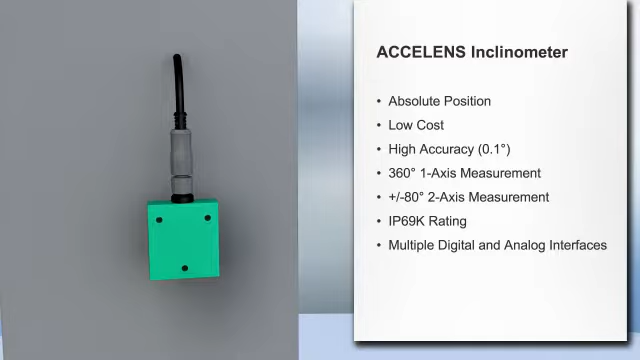 ACCELENS Inclinometer
• Absolute Position
• Low Cost
• High Accuracy (0.1°)
• 360° 1-Axis Measurement
• +/-80° 2-Axis Measurement
• IP69K Rating
• Multiple Digital and Analog Interfaces